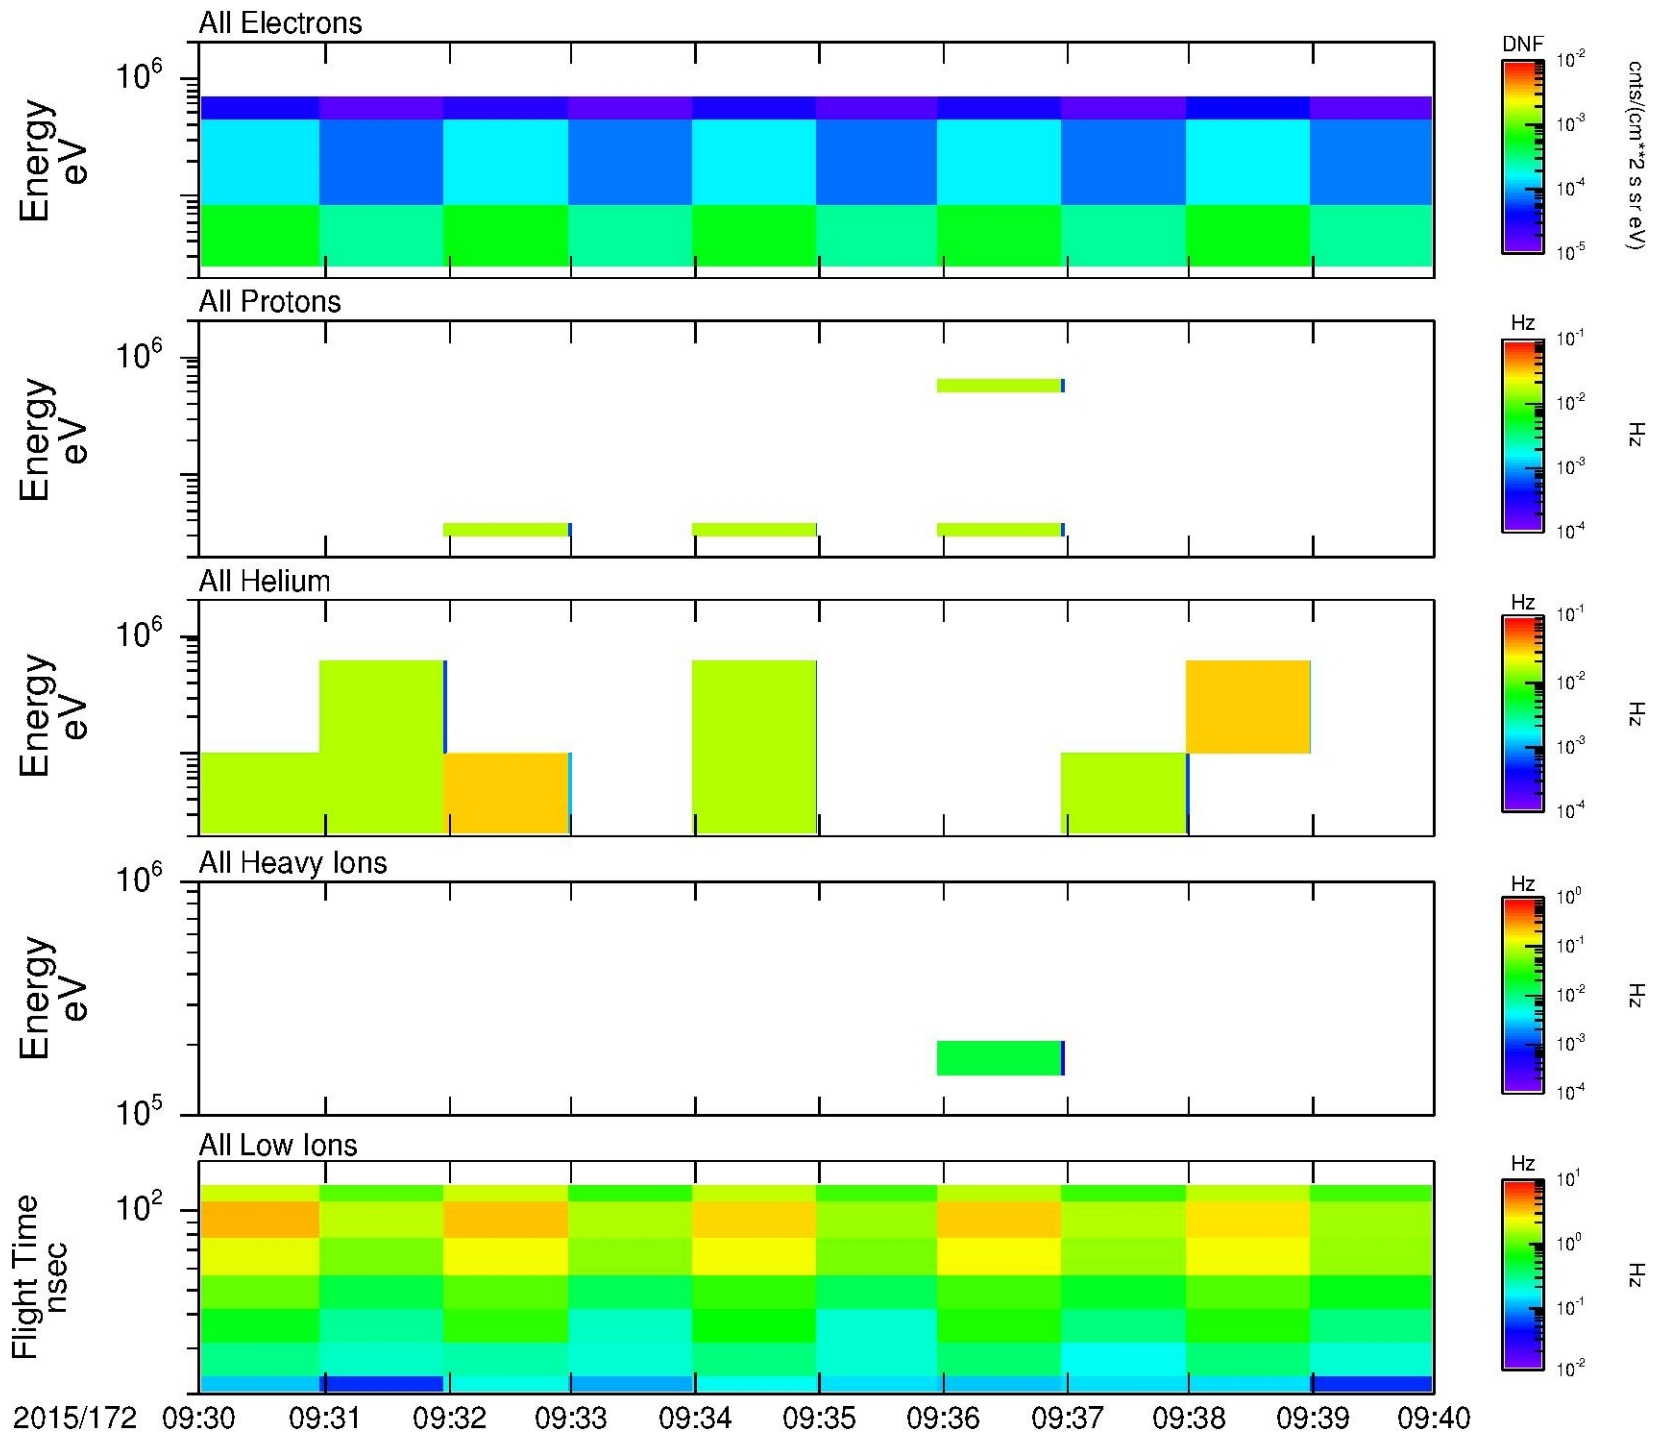 All Electrons
DNF
10^6
Energy
eV
10^-2
10^-3
10^-4
10^-5
cnts/(cm**2 s sr eV)
All Protons
Hz
10^6
Energy
eV
10^-1
10^-2
10^-3
10^-4
Hz
All Helium
Hz
10^6
Energy
eV
10^-1
10^-2
10^-3
10^-4
Hz
All Heavy Ions
Hz
10^6
10^5
Energy
eV
10^0
10^-1
10^-2
10^-3
10^-4
Hz
All Low Ions
Hz
10^2
Flight Time
nsec
10^1
10^0
10^-1
10^-2
Hz
2015/172 09:30 09:31 09:32 09:33 09:34 09:35 09:36 09:37 09:38 09:39 09:40